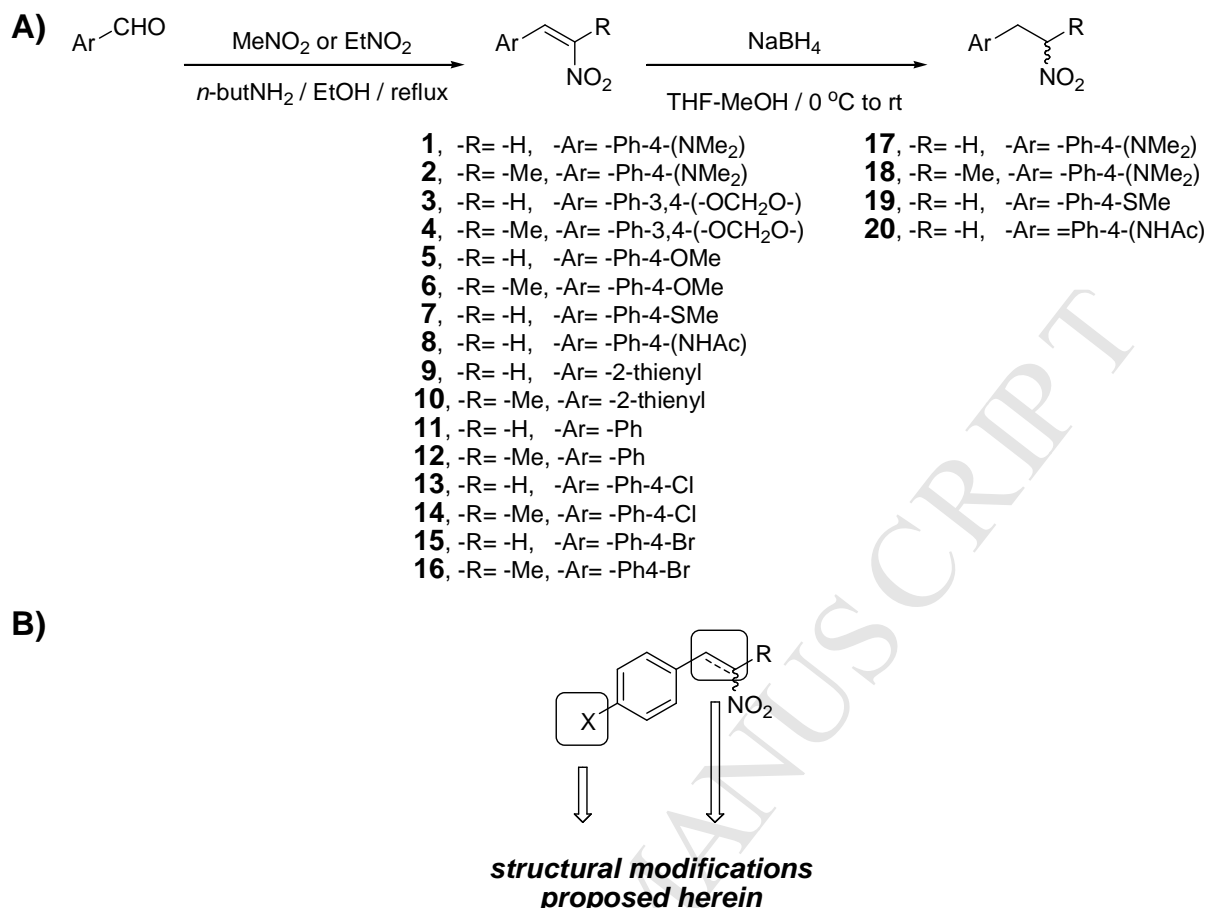 A)
Ar CHO
MeNO2 or EtNO2
n-butNH2 / EtOH / reflux
Ar R NO2
NaBH4
THF-MeOH / 0 °C to rt
Ar R NO2
1, -R= -H, -Ar= -Ph-4-(NMe2)
2, -R= -Me, -Ar= -Ph-4-(NMe2)
3, -R= -H, -Ar= -Ph-3,4-(-OCH2O-)
4, -R= -Me, -Ar= -Ph-3,4-(-OCH2O-)
5, -R= -H, -Ar= -Ph-4-OMe
6, -R= -Me, -Ar= -Ph-4-OMe
7, -R= -H, -Ar= -Ph-4-SMe
8, -R= -H, -Ar= -Ph-4-(NHAc)
9, -R= -H, -Ar= -2-thienyl
10, -R= -Me, -Ar= -2-thienyl
11, -R= -H, -Ar= -Ph
12, -R= -Me, -Ar= -Ph
13, -R= -H, -Ar= -Ph-4-Cl
14, -R= -Me, -Ar= -Ph-4-Cl
15, -R= -H, -Ar= -Ph-4-Br
16, -R= -Me, -Ar= -Ph4-Br
17, -R= -H, -Ar= -Ph-4-(NMe2)
18, -R= -Me, -Ar= -Ph-4-(NMe2)
19, -R= -H, -Ar= -Ph-4-SMe
20, -R= -H, -Ar= =Ph-4-(NHAc)
B)
X R NO2
structural modifications
proposed herein
MANUSCRIPT